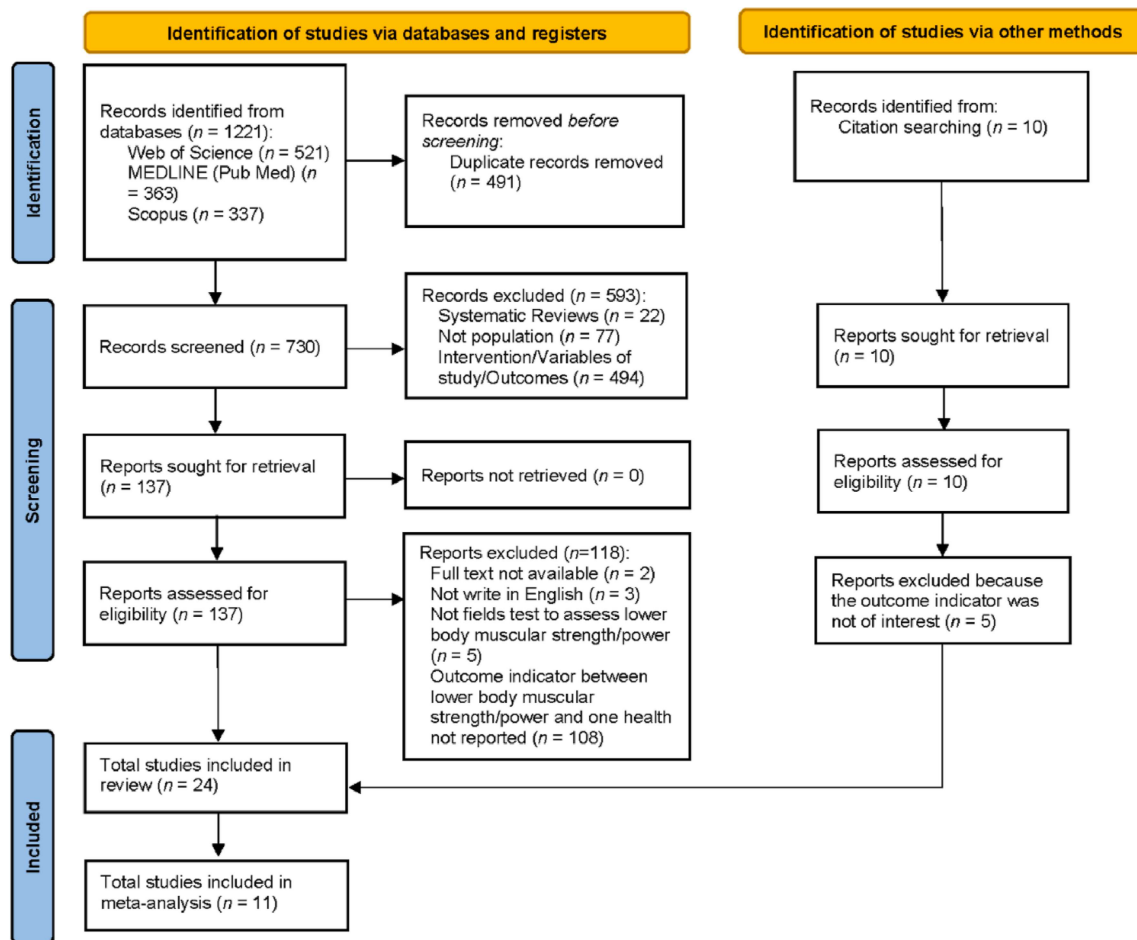 Identification of studies via databases and registers
Identification of studies via other methods
Identification
Records identified from
databases (n = 1221):
Web of Science (n = 521)
MEDLINE (Pub Med) (n
= 363)
Scopus (n = 337)
Records removed before
screening:
Duplicate records removed
(n = 491)
Records identified from:
Citation searching (n = 10)
Screening
Records screened (n = 730)
Records excluded (n = 593):
Systematic Reviews (n = 22)
Not population (n = 77)
Intervention/Variables of
study/Outcomes (n = 494)
Reports sought for retrieval
(n = 10)
Reports sought for retrieval
(n = 137)
Reports not retrieved (n = 0)
Reports assessed for
eligibility (n = 10)
Reports assessed for
eligibility (n = 137)
Reports excluded (n=118):
Full text not available (n = 2)
Not write in English (n = 3)
Not fields test to assess lower
body muscular strength/power
(n = 5)
Outcome indicator between
lower body muscular
strength/power and one health
not reported (n = 108)
Reports excluded because
the outcome indicator was
not of interest (n = 5)
Included
Total studies included in
review (n = 24)
Total studies included in
meta-analysis (n = 11)